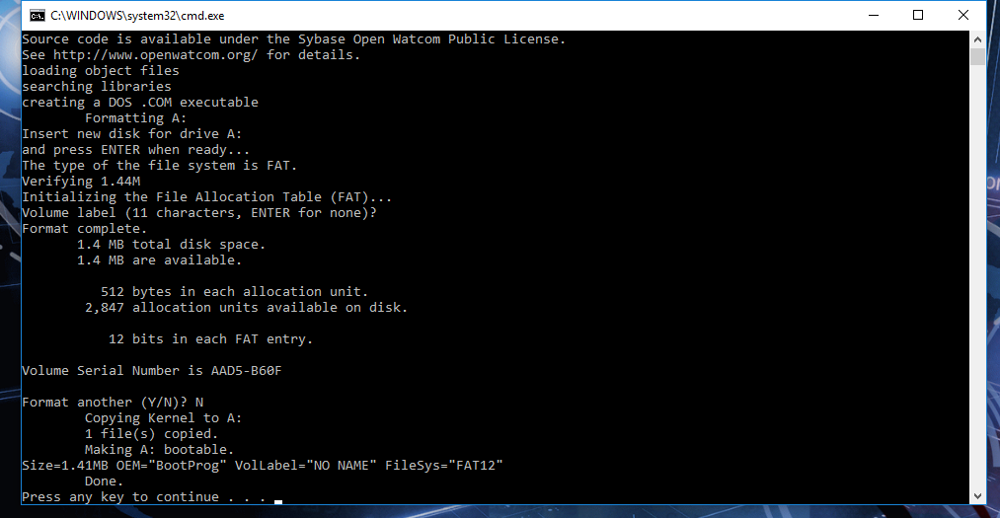 C:\WINDOWS\system32\cmd.exe
Source code is available under the Sybase Open Watcom Public License.
See http://www.openwatcom.org/ for details.
loading object files
searching libraries
creating a DOS .COM executable
Formatting A:
Insert new disk for drive A:
and press ENTER when ready...
The type of the file system is FAT.
Verifying 1.44M
Initializing the File Allocation Table (FAT)...
Volume label (11 characters, ENTER for none)?
Format complete.
1.4 MB total disk space.
1.4 MB are available.
512 bytes in each allocation unit.
2,847 allocation units available on disk.
12 bits in each FAT entry.
Volume Serial Number is AAD5-B60F
Format another (Y/N)? N
Copying Kernel to A:
1 file(s) copied.
Making A: bootable.
Size=1.41MB OEM="BootProg" VolLabel="NO NAME" FileSys="FAT12"
Done.
Press any key to continue . . .